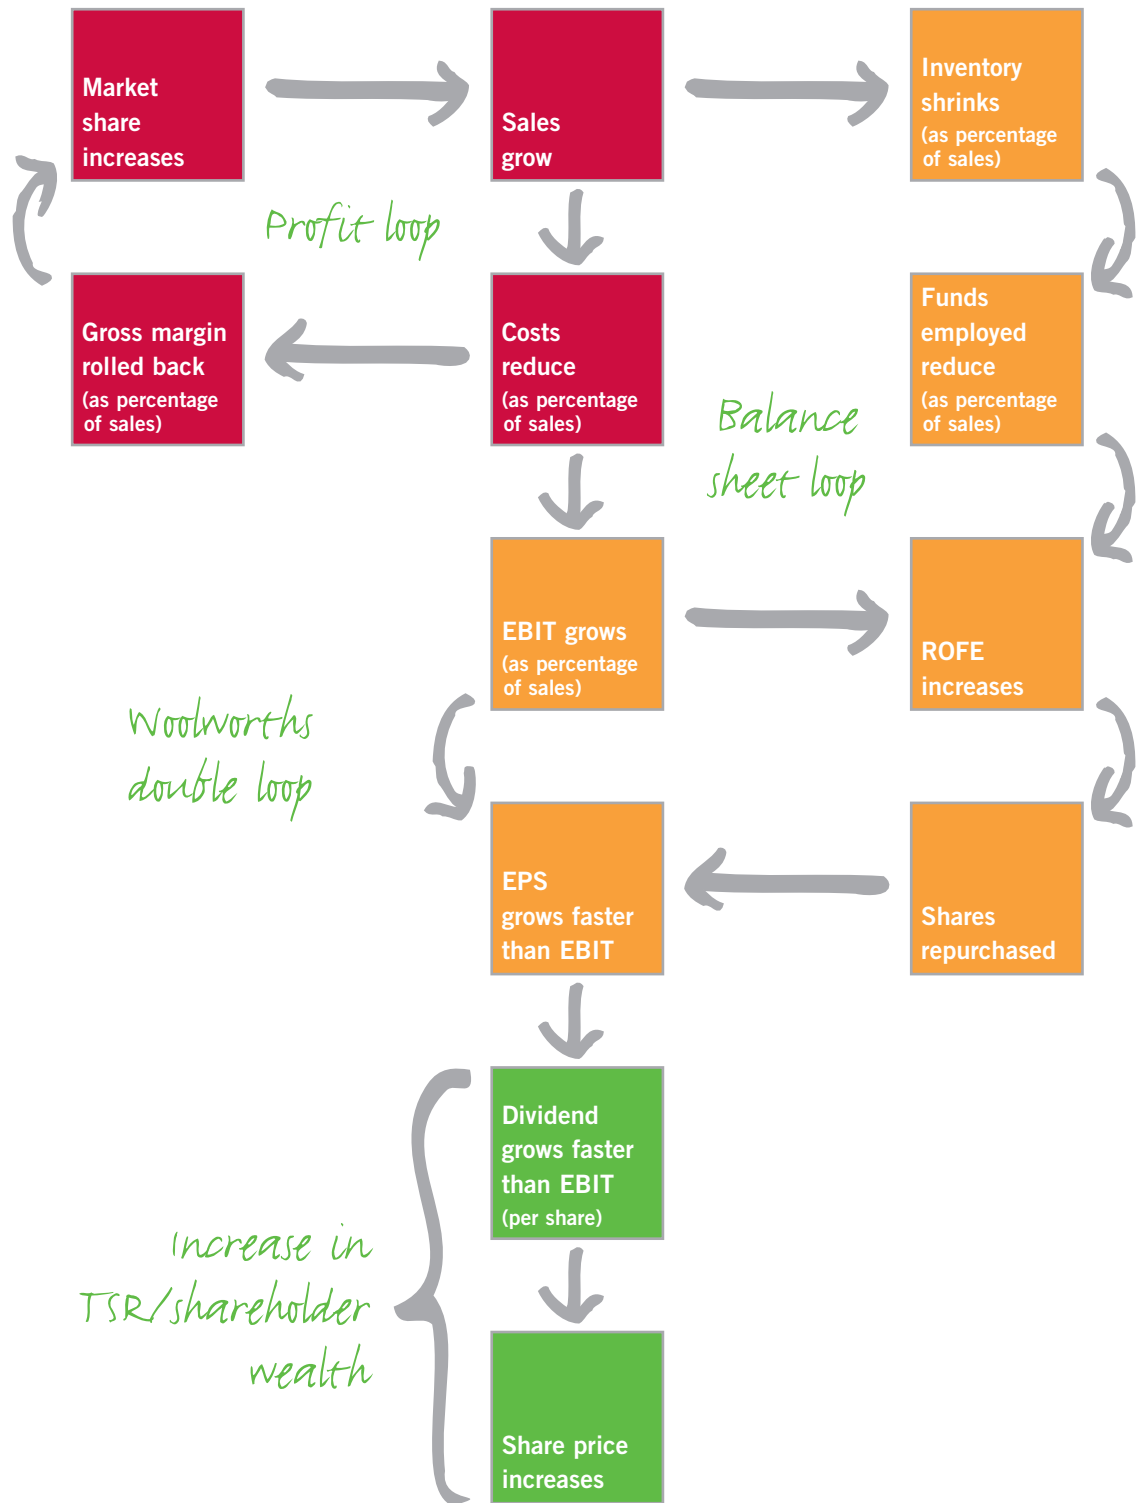 Market
share
increases
Sales
grow
Inventory
shrinks
(as percentage
of sales)
Profit loop
Gross margin
rolled back
(as percentage
of sales)
Costs
reduce
(as percentage
of sales)
Funds
employed
reduce
(as percentage
of sales)
Balance
sheet loop
EBIT grows
(as percentage
of sales)
ROFE
increases
Woolworths
double loop
EPS
grows faster
than EBIT
Shares
repurchased
Dividend
grows faster
than EBIT
(per share)
Increase in
TSR/shareholder
wealth
Share price
increases